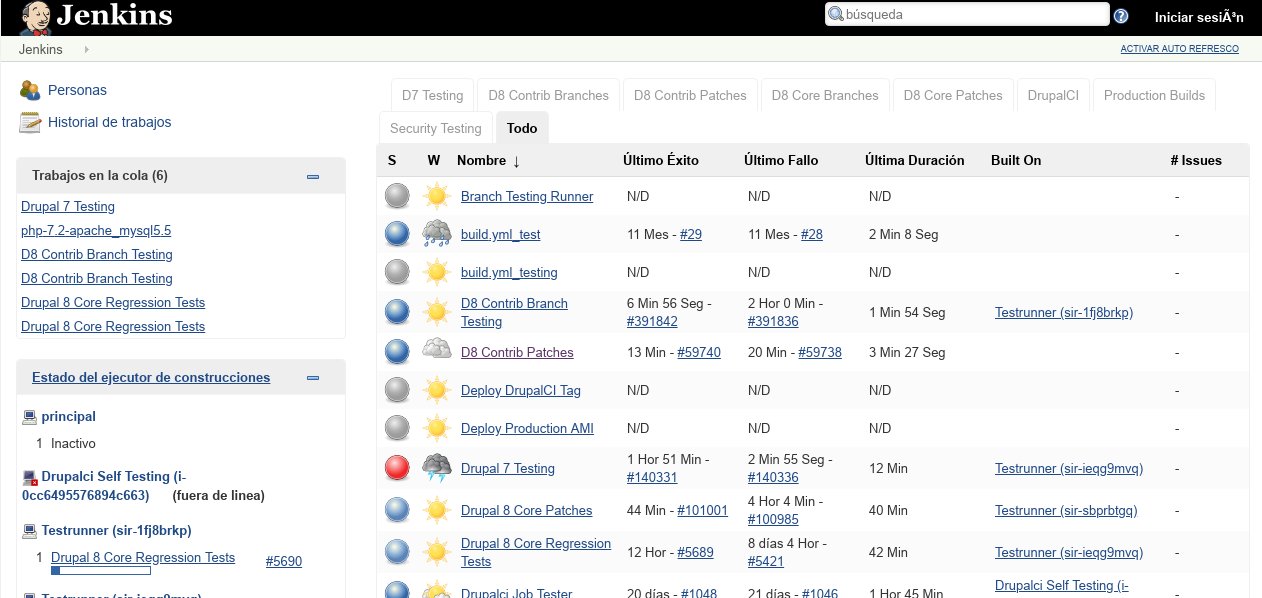 Jenkins
búsqueda
Iniciar sesiÃ³n
Jenkins
ACTIVAR AUTO REFRESCO
Personas
Historial de trabajos
Trabajos en la cola (6)
Drupal 7 Testing
php-7.2-apache_mysql5.5
D8 Contrib Branch Testing
D8 Contrib Branch Testing
Drupal 8 Core Regression Tests
Drupal 8 Core Regression Tests
Estado del ejecutor de construcciones
principal
1 Inactivo
Drupalci Self Testing (i-
0cc6495576894c663) (fuera de linea)
Testrunner (sir-1fj8brkp)
1 Drupal 8 Core Regression Tests #5690
Testrunner (sir-ieqg9mvq)
D7 Testing D8 Contrib Branches D8 Contrib Patches D8 Core Branches D8 Core Patches DrupalCI Production Builds
Security Testing Todo
S W Nombre ↓ Último Éxito Último Fallo Última Duración Built On # Issues
Branch Testing Runner N/D N/D N/D -
build.yml_test 11 Mes - #29 11 Mes - #28 2 Min 8 Seg -
build.yml_testing N/D N/D N/D -
D8 Contrib Branch 6 Min 56 Seg - 2 Hor 0 Min -
Testing #391842 #391836 1 Min 54 Seg Testrunner (sir-1fj8brkp) -
D8 Contrib Patches 13 Min - #59740 20 Min - #59738 3 Min 27 Seg -
Deploy DrupalCI Tag N/D N/D N/D -
Deploy Production AMI N/D N/D N/D -
1 Hor 51 Min - 2 Min 55 Seg -
Drupal 7 Testing #140331 #140336 12 Min Testrunner (sir-ieqg9mvq) -
4 Hor 4 Min -
Drupal 8 Core Patches 44 Min - #101001 #100985 40 Min Testrunner (sir-sbprbtgq) -
Drupal 8 Core Regression 8 días 4 Hor -
Tests 12 Hor - #5689 #5421 42 Min Testrunner (sir-ieqg9mvq) -
Drupalci Self Testing (i-
Drupalci Job Tester 20 días - #1048 21 días - #1046 1 Hor 45 Min -